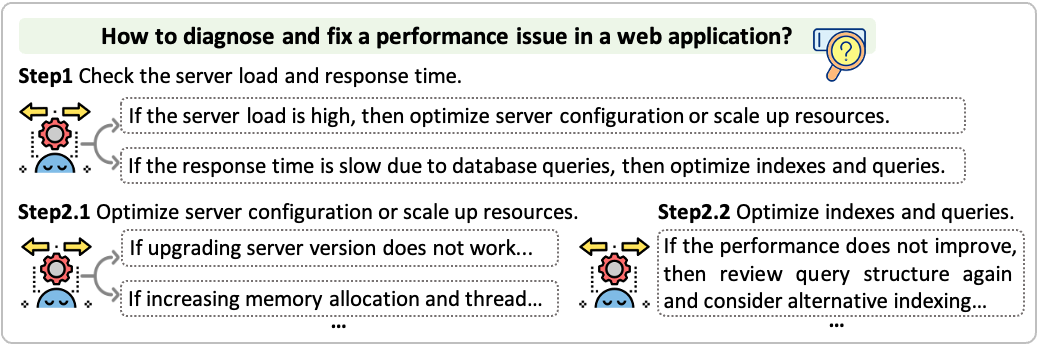 How to diagnose and fix a performance issue in a web application?
Step1 Check the server load and response time.
If the server load is high, then optimize server configuration or scale up resources.
If the response time is slow due to database queries, then optimize indexes and queries.
Step2.1 Optimize server configuration or scale up resources.
If upgrading server version does not work...
If increasing memory allocation and thread...
...
Step2.2 Optimize indexes and queries.
If the performance does not improve,
then review query structure again
and consider alternative indexing...
...